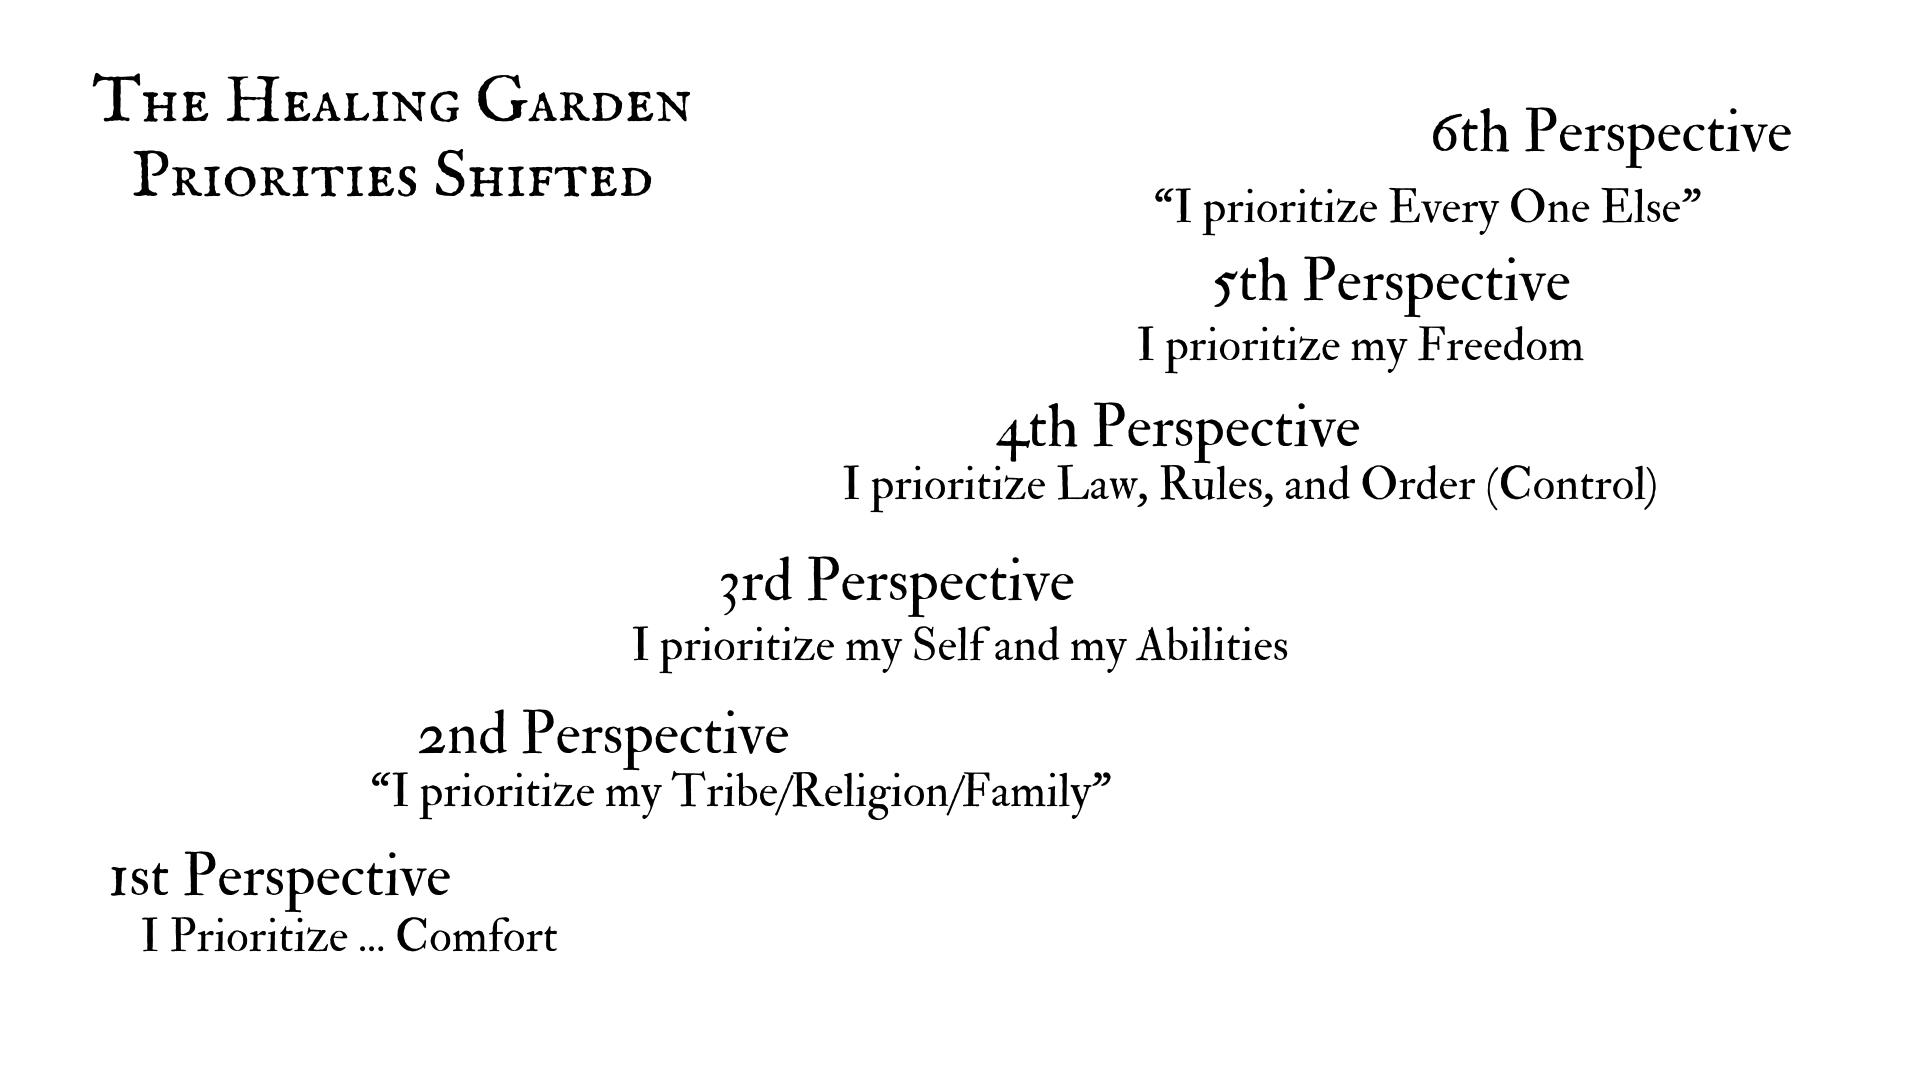 The Healing Garden
Priorities Shifted
6th Perspective
“I prioritize Every One Else”
5th Perspective
I prioritize my Freedom
4th Perspective
I prioritize Law, Rules, and Order (Control)
3rd Perspective
I prioritize my Self and my Abilities
2nd Perspective
“I prioritize my Tribe/Religion/Family”
1st Perspective
I Prioritize ... Comfort